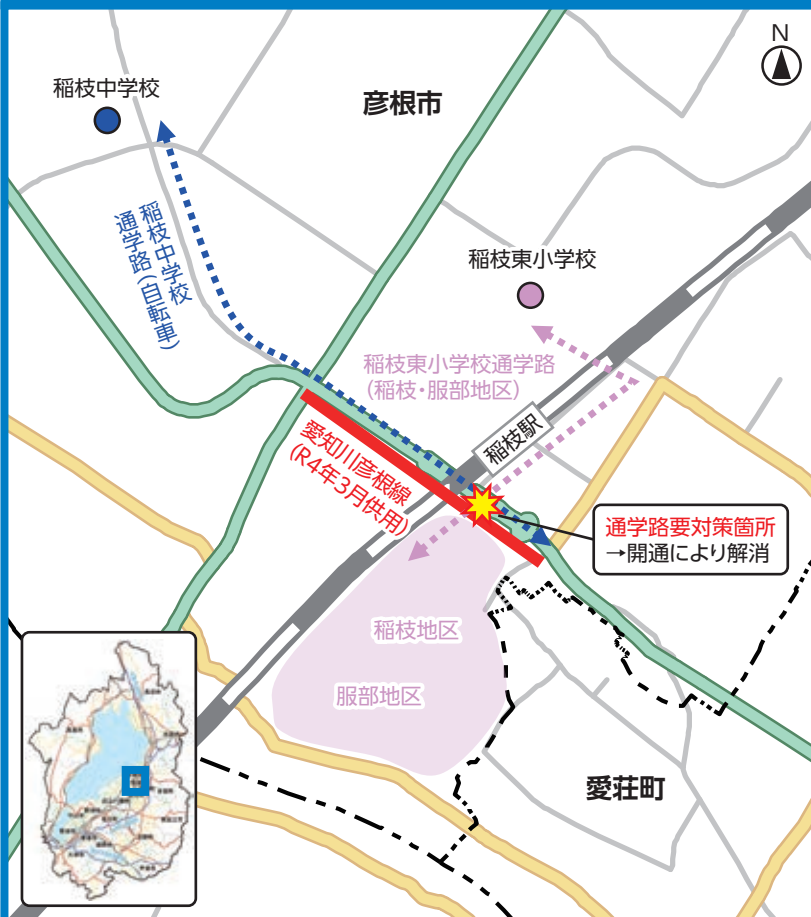 N
稲枝中学校
彦根市
稲枝中学校
通学路(自転車)
稲枝東小学校
稲枝東小学校通学路
(稲枝・服部地区)
稲枝駅
愛知川彦根線
(R4年3月供用)
通学路要対策箇所
→開通により解消
稲枝地区
服部地区
愛荘町